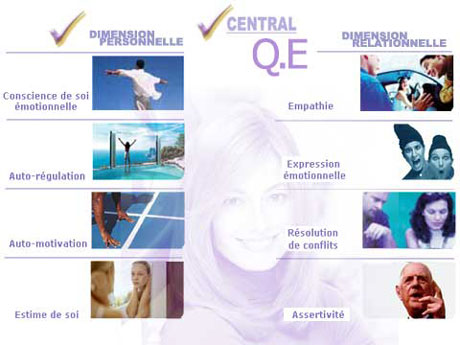 DIMENSION
PERSONNELLE
CENTRAL
Q.E
DIMENSION
RELATIONNELLE
Conscience de soi
émotionnelle
Empathie
Auto-régulation
Expression
émotionnelle
Auto-motivation
Résolution
de conflits
Estime de soi
Assertivité